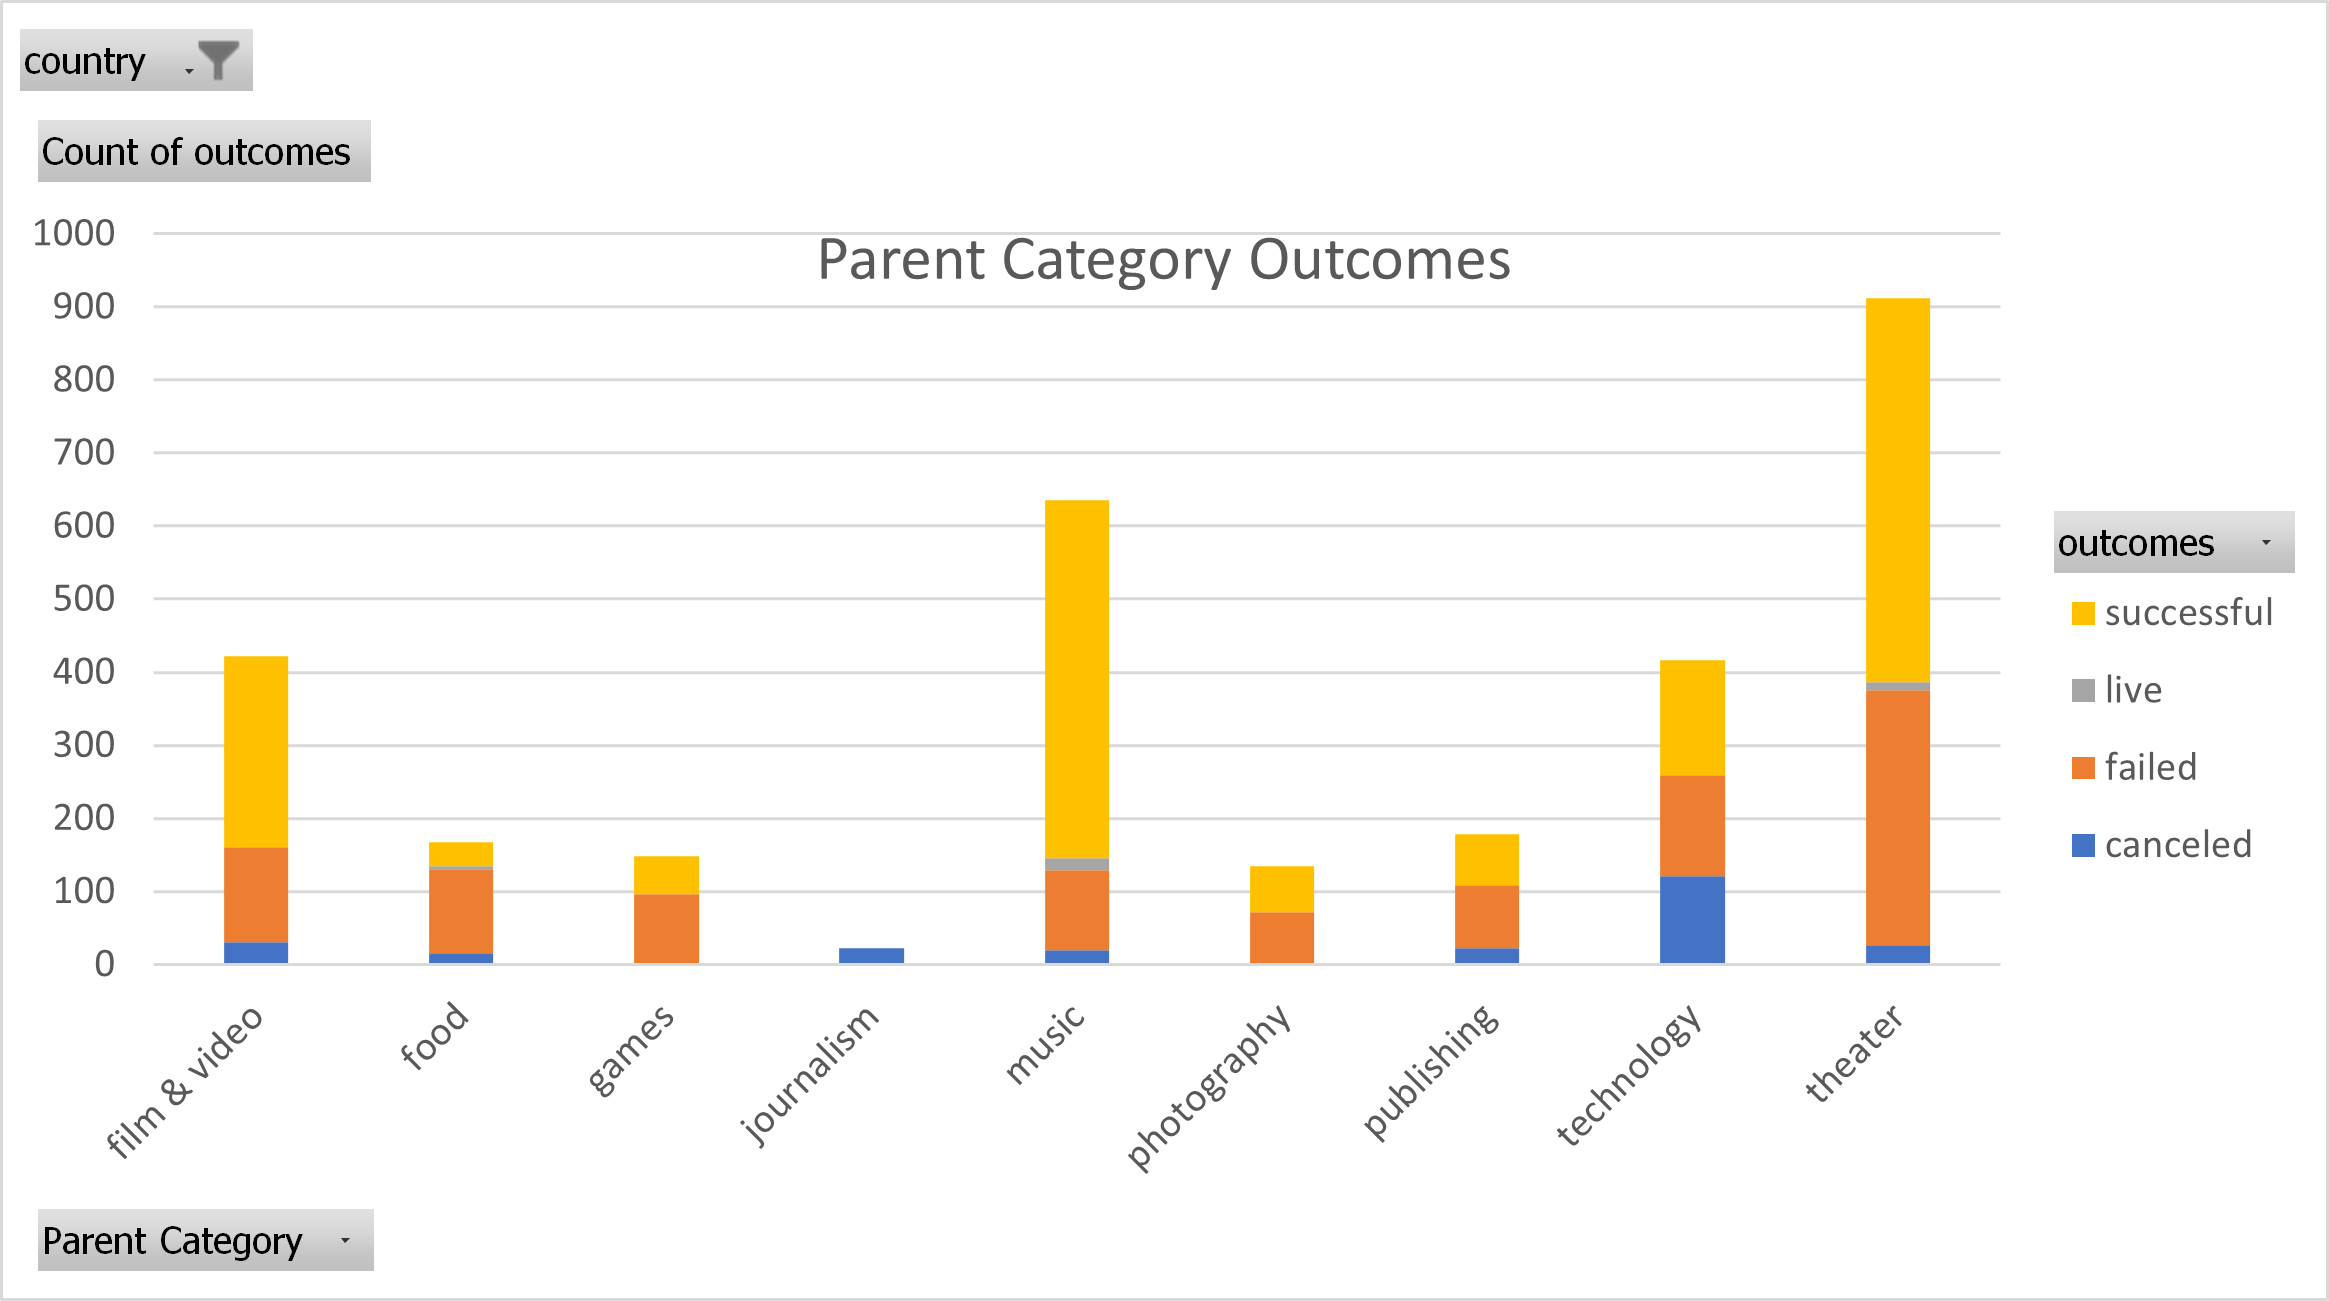 country
Count of outcomes
Parent Category Outcomes
1000
900
800
700
600
500
400
300
200
100
0
film & video
food
games
journalism
music
photography
publishing
technology
theater
outcomes
successful
live
failed
canceled
Parent Category